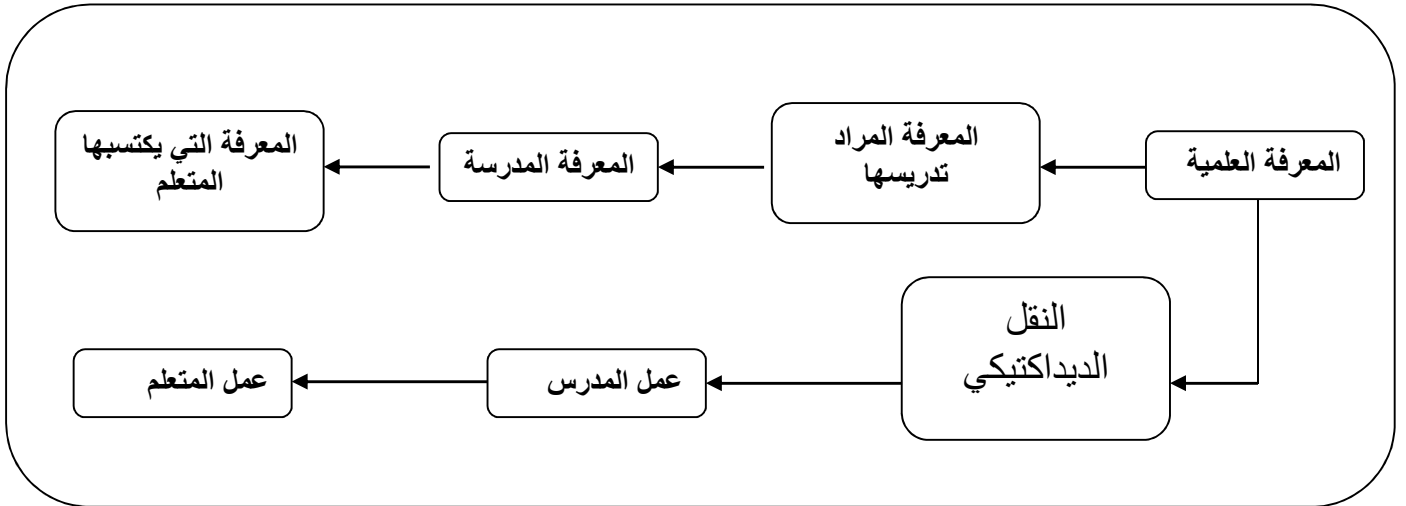 المعرفة العلمية
المعرفة المراد
تدريسها
المعرفة المدرسة
المعرفة التي يكتسبها
المتعلم
النقل
الديداكتيكي
عمل المدرس
عمل المتعلم